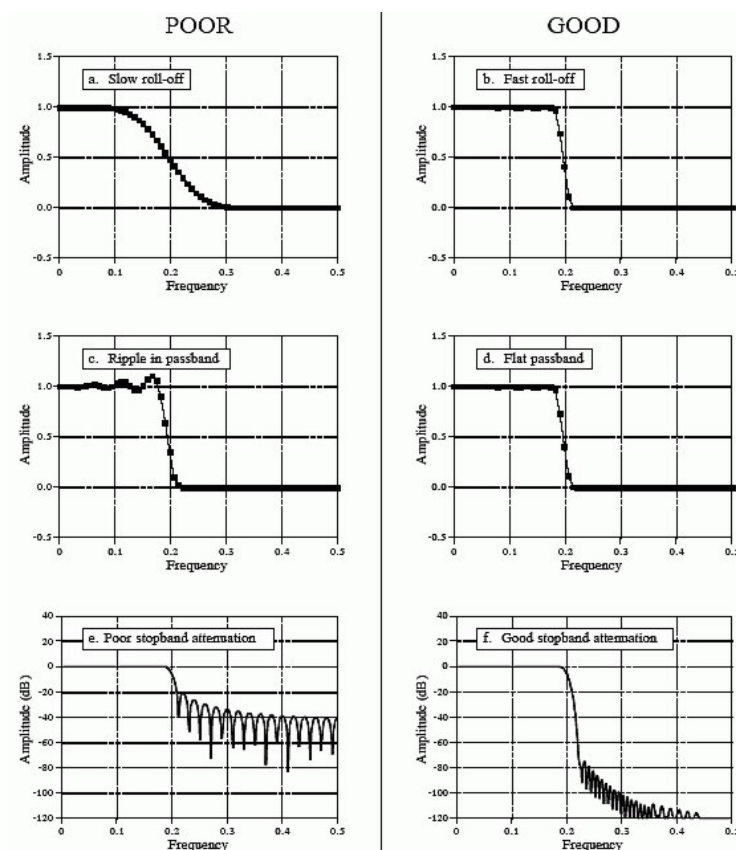 POOR
GOOD
1.5
a. Slow roll-off
1.0
0.5
0.0
-0.5
0 0.1 0.2 0.3 0.4 0.5
Frequency
Amplitude
1.5
b. Fast roll-off
1.0
0.5
0.0
-0.5
0 0.1 0.2 0.3 0.4 0.5
Frequency
Amplitude
1.5
c. Ripple in passband
1.0
0.5
0.0
-0.5
0 0.1 0.2 0.3 0.4 0.5
Frequency
Amplitude
1.5
d. Flat passband
1.0
0.5
0.0
-0.5
0 0.1 0.2 0.3 0.4 0.5
Frequency
Amplitude
40
e. Poor stopband attenuation
20
0
-20
-40
-60
-80
-100
-120
0 0.1 0.2 0.3 0.4 0.5
Frequency
Amplitude (dB)
40
f. Good stopband attenuation
20
0
-20
-40
-60
-80
-100
-120
0 0.1 0.2 0.3 0.4 0.5
Frequency
Amplitude (dB)